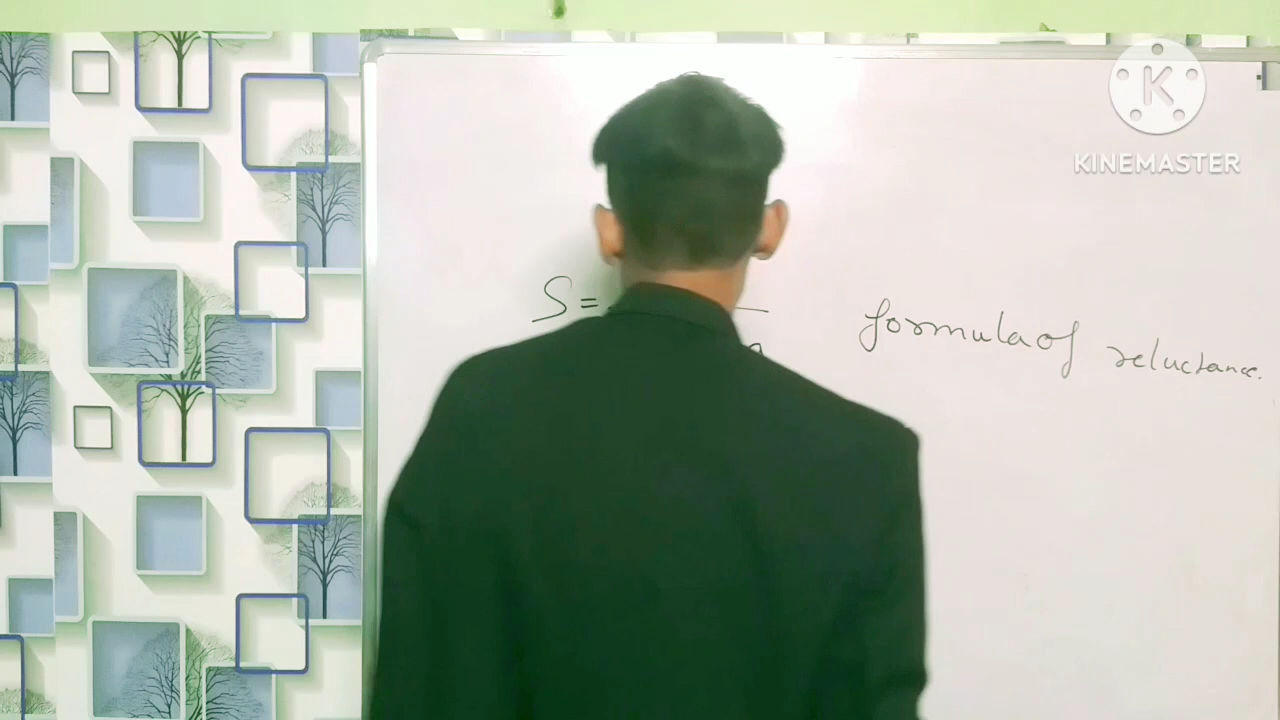 S =
formula of reluctance.
K
KINEMASTER